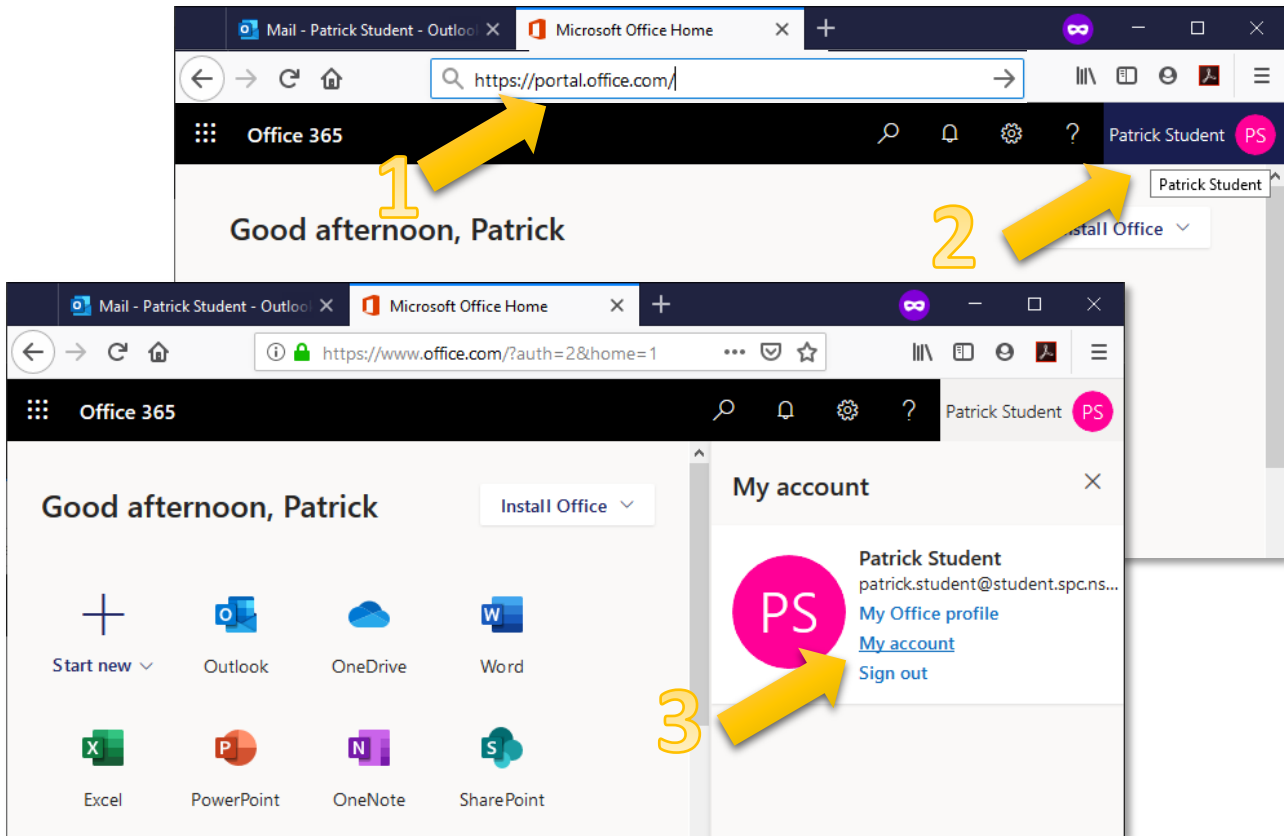 Mail - Patrick Student - Outloo
Microsoft Office Home
https://portal.office.com/
Office 365
?
Patrick Student
PS
1
Patrick Student
Good afternoon, Patrick
2
Install Office
Mail - Patrick Student - Outloo
Microsoft Office Home
https://www.office.com/?auth=2&home=1
Office 365
?
Patrick Student
PS
Good afternoon, Patrick
Install Office
My account
PS
Patrick Student
patrick.student@student.spc.ns...
My Office profile
My account
Sign out
3
Start new
Outlook
OneDrive
Word
Excel
PowerPoint
OneNote
SharePoint